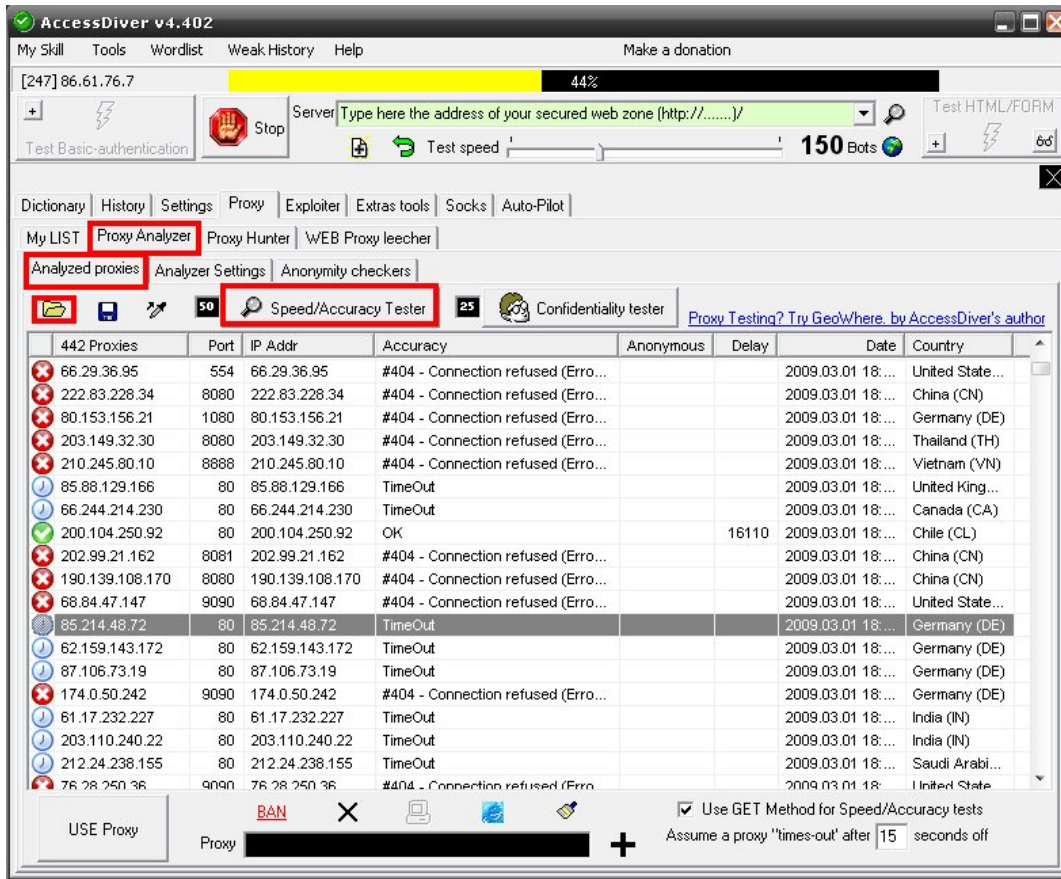 AccessDiver v4.402
My Skill Tools Wordlist Weak History Help Make a donation
[247] 86.61.76.7 44%
+ Test Basic-authentication
Stop
Server Type here the address of your secured web zone (http://.......)/
Test HTML/FORM
Test speed 150 Bots +
Dictionary History Settings Proxy Exploiter Extras tools Socks Auto-Pilot
My LIST Proxy Analyzer Proxy Hunter WEB Proxy leecher
Analyzed proxies Analyzer Settings Anonymity checkers
50 Speed/Accuracy Tester 25 Confidentiality tester Proxy Testing? Try GeoWhere. by AccessDiver's author
442 Proxies Port IP Addr Accuracy Anonymous Delay Date Country
66.29.36.95 554 66.29.36.95 #404 - Connection refused (Erro... 2009.03.01 18:... United State...
222.83.228.34 8080 222.83.228.34 #404 - Connection refused (Erro... 2009.03.01 18:... China (CN)
80.153.156.21 1080 80.153.156.21 #404 - Connection refused (Erro... 2009.03.01 18:... Germany (DE)
203.149.32.30 8080 203.149.32.30 #404 - Connection refused (Erro... 2009.03.01 18:... Thailand (TH)
210.245.80.10 8888 210.245.80.10 #404 - Connection refused (Erro... 2009.03.01 18:... Vietnam (VN)
85.88.129.166 80 85.88.129.166 TimeOut 2009.03.01 18:... United King...
66.244.214.230 80 66.244.214.230 TimeOut 2009.03.01 18:... Canada (CA)
200.104.250.92 80 200.104.250.92 OK 16110 2009.03.01 18:... Chile (CL)
202.99.21.162 8081 202.99.21.162 #404 - Connection refused (Erro... 2009.03.01 18:... China (CN)
190.139.108.170 8080 190.139.108.170 #404 - Connection refused (Erro... 2009.03.01 18:... China (CN)
68.84.47.147 9090 68.84.47.147 #404 - Connection refused (Erro... 2009.03.01 18:... United State...
85.214.48.72 80 85.214.48.72 TimeOut 2009.03.01 18:... Germany (DE)
62.159.143.172 80 62.159.143.172 TimeOut 2009.03.01 18:... Germany (DE)
87.106.73.19 80 87.106.73.19 TimeOut 2009.03.01 18:... Germany (DE)
174.0.50.242 9090 174.0.50.242 #404 - Connection refused (Erro... 2009.03.01 18:... Germany (DE)
61.17.232.227 80 61.17.232.227 TimeOut 2009.03.01 18:... India (IN)
203.110.240.22 80 203.110.240.22 TimeOut 2009.03.01 18:... India (IN)
212.24.238.155 80 212.24.238.155 TimeOut 2009.03.01 18:... Saudi Arabi...
76.28.250.36 9090 76.28.250.36 #404 - Connection refused (Erro... 2009.03.01 18:... United State...
USE Proxy BAN Use GET Method for Speed/Accuracy tests
Proxy Assume a proxy "times-out' after 15 seconds off